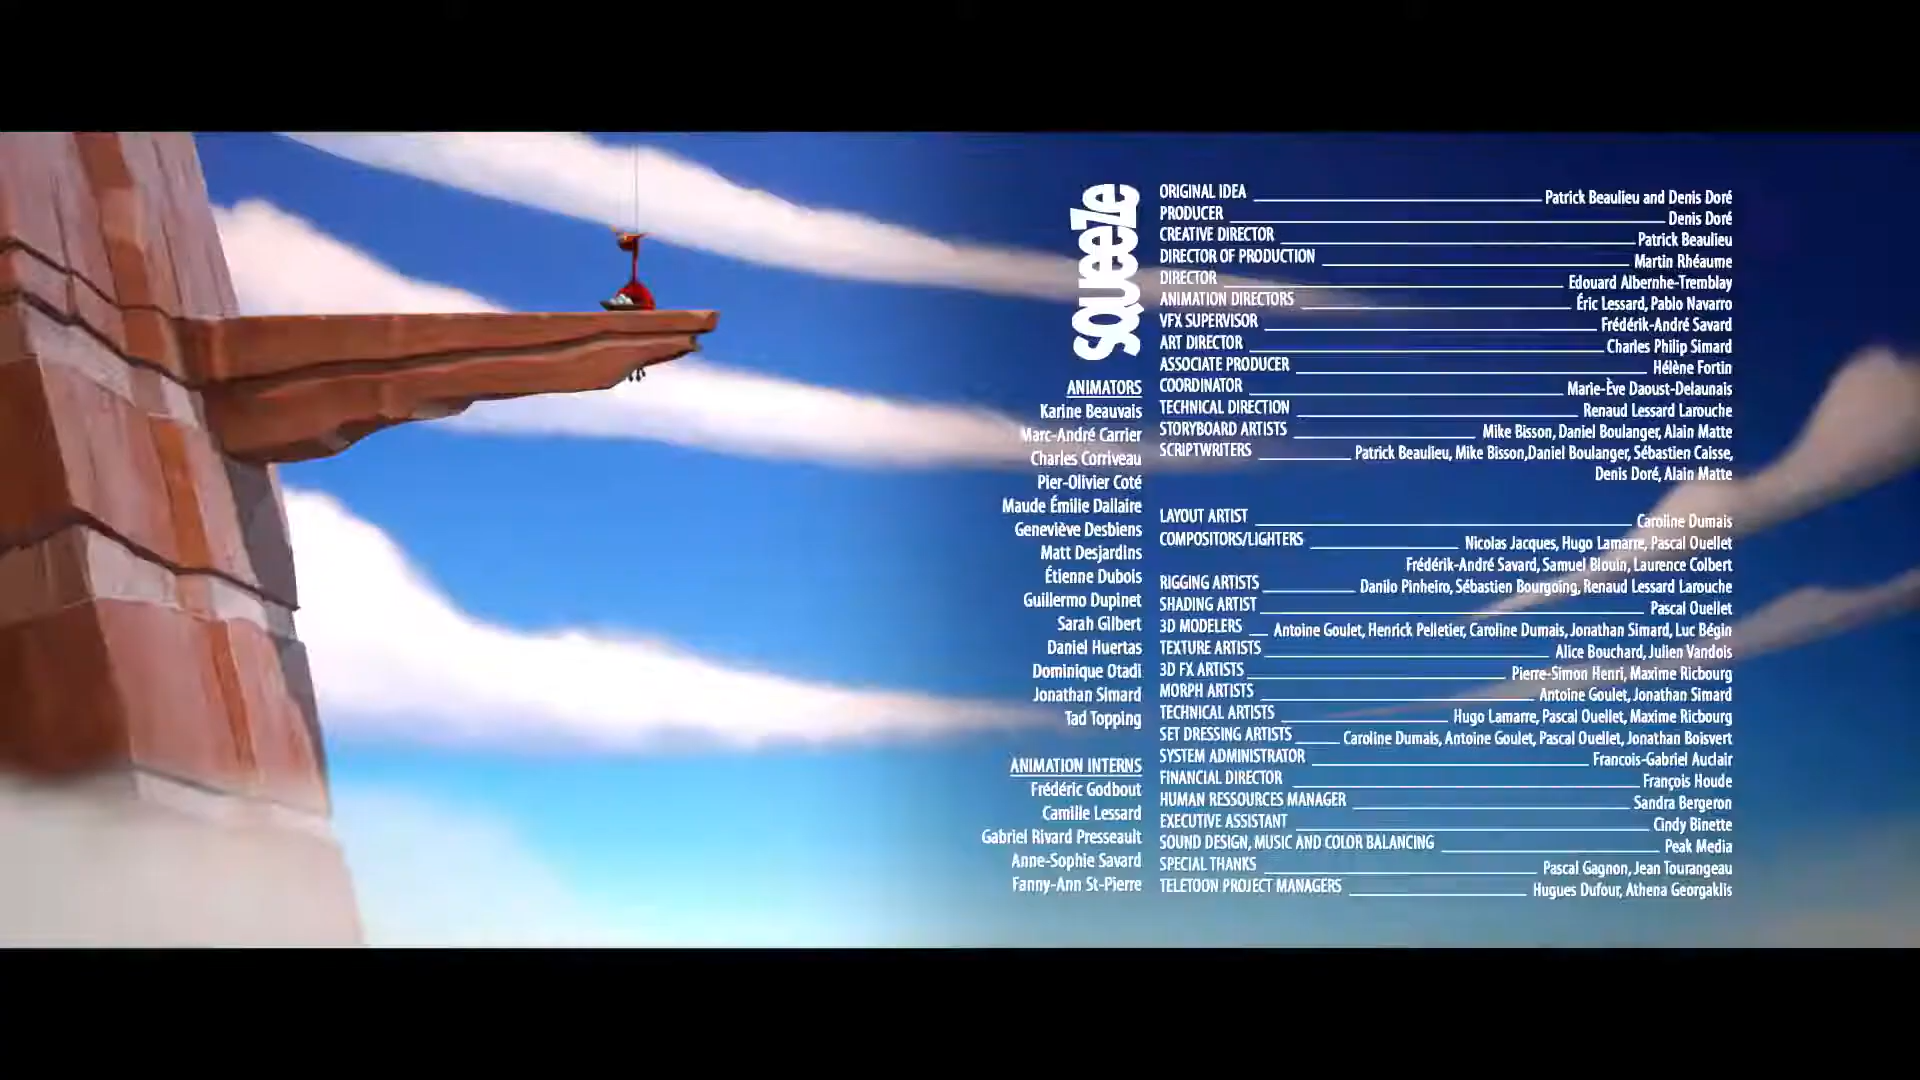 squeeze
ANIMATORS
Karine Beauvais
Marc-André Carrier
Charles Corriveau
Pier-Olivier Coté
Maude Émilie Dallaire
Geneviève Desbiens
Matt Desjardins
Étienne Dubois
Guillermo Dupinet
Sarah Gilbert
Daniel Huertas
Dominique Otadi
Jonathan Simard
Tad Topping
ANIMATION INTERNS
Frédéric Godbout
Camille Lessard
Gabriel Rivard Presseault
Anne-Sophie Savard
Fanny-Ann St-Pierre
ORIGINAL IDEA Patrick Beaulieu and Denis Doré
PRODUCER Denis Doré
CREATIVE DIRECTOR Patrick Beaulieu
DIRECTOR OF PRODUCTION Martin Rhéaume
DIRECTOR Edouard Albernhe-Tremblay
ANIMATION DIRECTORS Éric Lessard, Pablo Navarro
VFX SUPERVISOR Frédérik-André Savard
ART DIRECTOR Charles Philip Simard
ASSOCIATE PRODUCER Hélène Fortin
COORDINATOR Marie-Ève Daoust-Delaunais
TECHNICAL DIRECTION Renaud Lessard Larouche
STORYBOARD ARTISTS Mike Bisson, Daniel Boulanger, Alain Matte
SCRIPTWRITERS Patrick Beaulieu, Mike Bisson,Daniel Boulanger, Sébastien Caisse,
Denis Doré, Alain Matte
LAYOUT ARTIST Caroline Dumais
COMPOSITORS/LIGHTERS Nicolas Jacques, Hugo Lamarre, Pascal Ouellet
Frédérik-André Savard, Samuel Blouin, Laurence Colbert
RIGGING ARTISTS Danilo Pinheiro, Sébastien Bourgoing, Renaud Lessard Larouche
SHADING ARTIST Pascal Ouellet
3D MODELERS Antoine Goulet, Henrick Pelletier, Caroline Dumais, Jonathan Simard, Luc Bégin
TEXTURE ARTISTS Alice Bouchard, Julien Vandois
3D FX ARTISTS Pierre-Simon Henri, Maxime Ricbourg
MORPH ARTISTS Antoine Goulet, Jonathan Simard
TECHNICAL ARTISTS Hugo Lamarre, Pascal Ouellet, Maxime Ricbourg
SET DRESSING ARTISTS Caroline Dumais, Antoine Goulet, Pascal Ouellet, Jonathan Boisvert
SYSTEM ADMINISTRATOR Francois-Gabriel Auclair
FINANCIAL DIRECTOR François Houde
HUMAN RESSOURCES MANAGER Sandra Bergeron
EXECUTIVE ASSISTANT Cindy Binette
SOUND DESIGN, MUSIC AND COLOR BALANCING Peak Media
SPECIAL THANKS Pascal Gagnon, Jean Tourangeau
TELETOON PROJECT MANAGERS Hugues Dufour, Athena Georgaklis